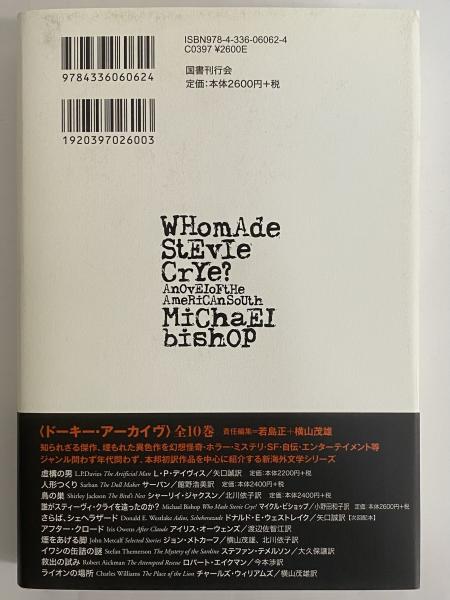 ISBN978-4-336-06062-4
C0397 ¥2600E
国書刊行会
定価:本体2600円+税
9784336060624
1920397026003
WHomAde
StEvIe
CrYe?
AnOvEloftHe
AmeRICAnSoutH
MiChaEl
bishop
〈ドーキー・アーカイヴ〉全10巻 責任編集=若島正+横山茂雄
知られざる傑作、埋もれた異色作を幻想怪奇・ホラー・ミステリ・SF・自伝・エンターテイメント等
ジャンル問わず年代問わず、本邦初訳作品を中心に紹介する新海外文学シリーズ
虚構の男 L.P.Davies The Artificial Man L・P・デイヴィス/矢口誠訳 定価:本体2200円+税
人形つくり Sarban The Doll Maker サーバン/館野浩美訳 定価:本体2400円+税
鳥の巣 Shirley Jackson The Bird's Nest シャーリイ・ジャクスン/北川依子訳 定価:本体2400円+税
誰がスティーヴィ・クライを造ったのか? Michael Bishop Who Made Stevie Crye? マイクル・ビショップ/小野田和子訳 定価:本体2600円+税
さらば、シェヘラザード Donald E. Westlake Adios, Scheherazade ドナルド・E・ウェストレイク/矢口誠訳【次回配本】
アフター・クロード Iris Owens After Claude アイリス・オーウェンズ/渡辺佐智江訳
煙をあげる脚 John Metcalf Selected Stories ジョン・メトカーフ/横山茂雄、北川依子訳
イワシの缶詰の謎 Stefan Themerson The Mystery of the Sardine ステファン・テメルソン/大久保譲訳
救出の試み Robert Aickman The Attempted Rescue ロバート・エイクマン/今本渉訳
ライオンの場所 Charles Williams The Place of the Lion チャールズ・ウィリアムズ/横山茂雄訳